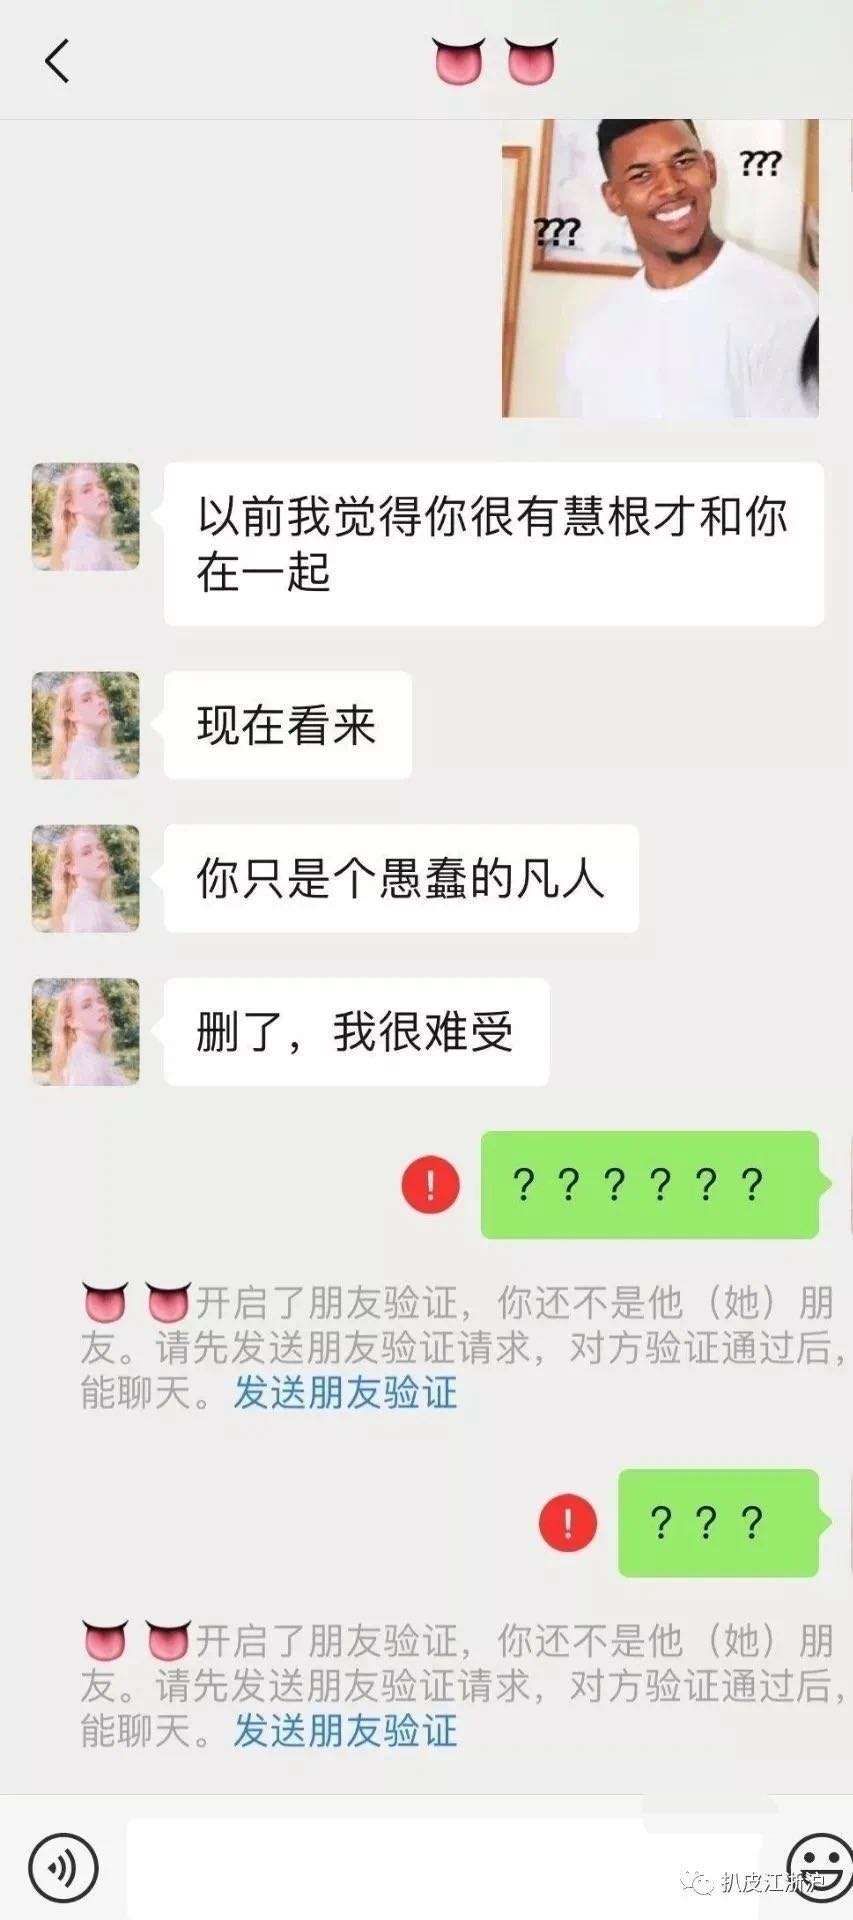 ???
???
以前我觉得你很有慧根才和你
在一起
现在看来
你只是个愚蠢的凡人
删了，我很难受
？？？？？？
开启了朋友验证，你还不是他（她）朋
友。请先发送朋友验证请求，对方验证通过后，
能聊天。发送朋友验证
？？？
开启了朋友验证，你还不是他（她）朋
友。请先发送朋友验证请求，对方验证通过后，
能聊天。发送朋友验证
扒皮江浙沪